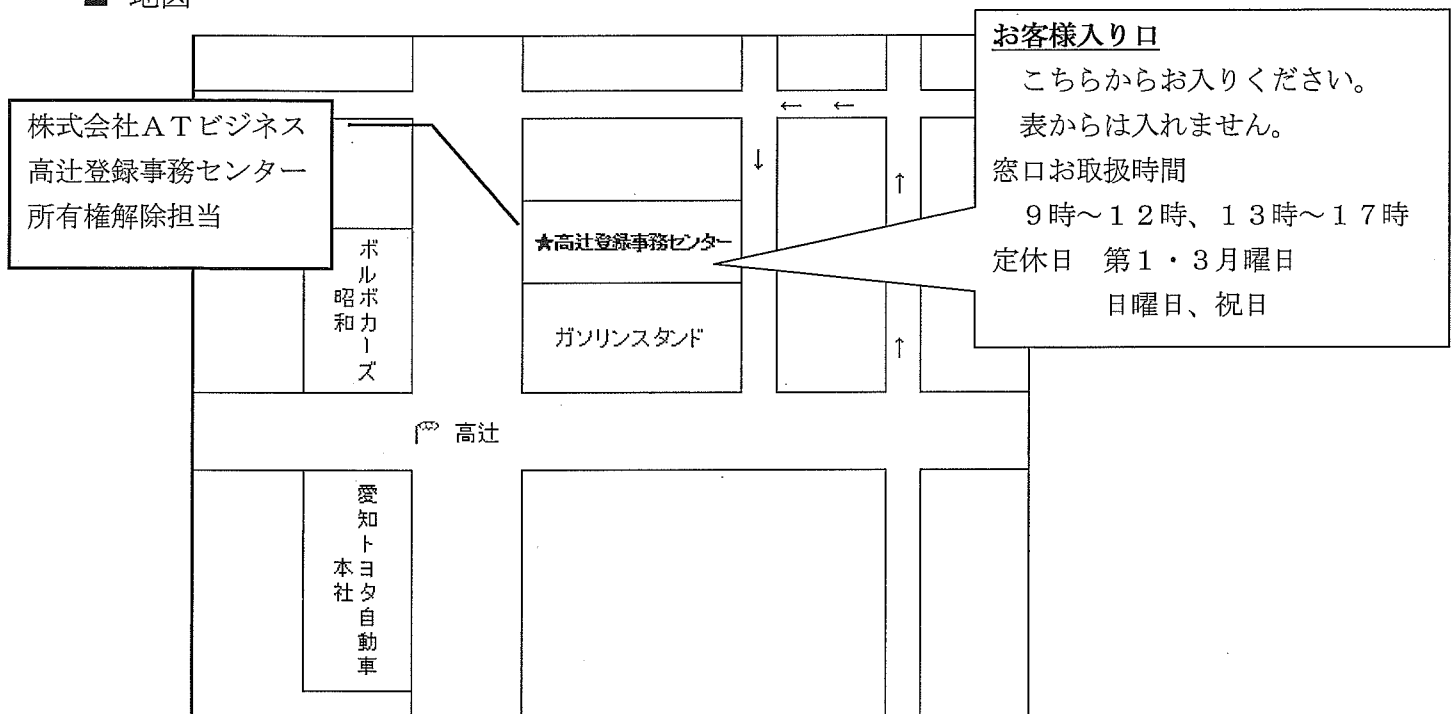 ■ 地図
お客様入り口
こちらからお入りください。
表からは入れません。
窓口お取扱時間
９時～１２時、１３時～１７時
定休日　第１・３月曜日
日曜日、祝日
株式会社ＡＴビジネス
高辻登録事務センター
所有権解除担当
← ←
↓
↑
★高辻登録事務センター
ボルボカーズ
昭和
ガソリンスタンド
↑
高辻
愛知トヨタ自動車
本社